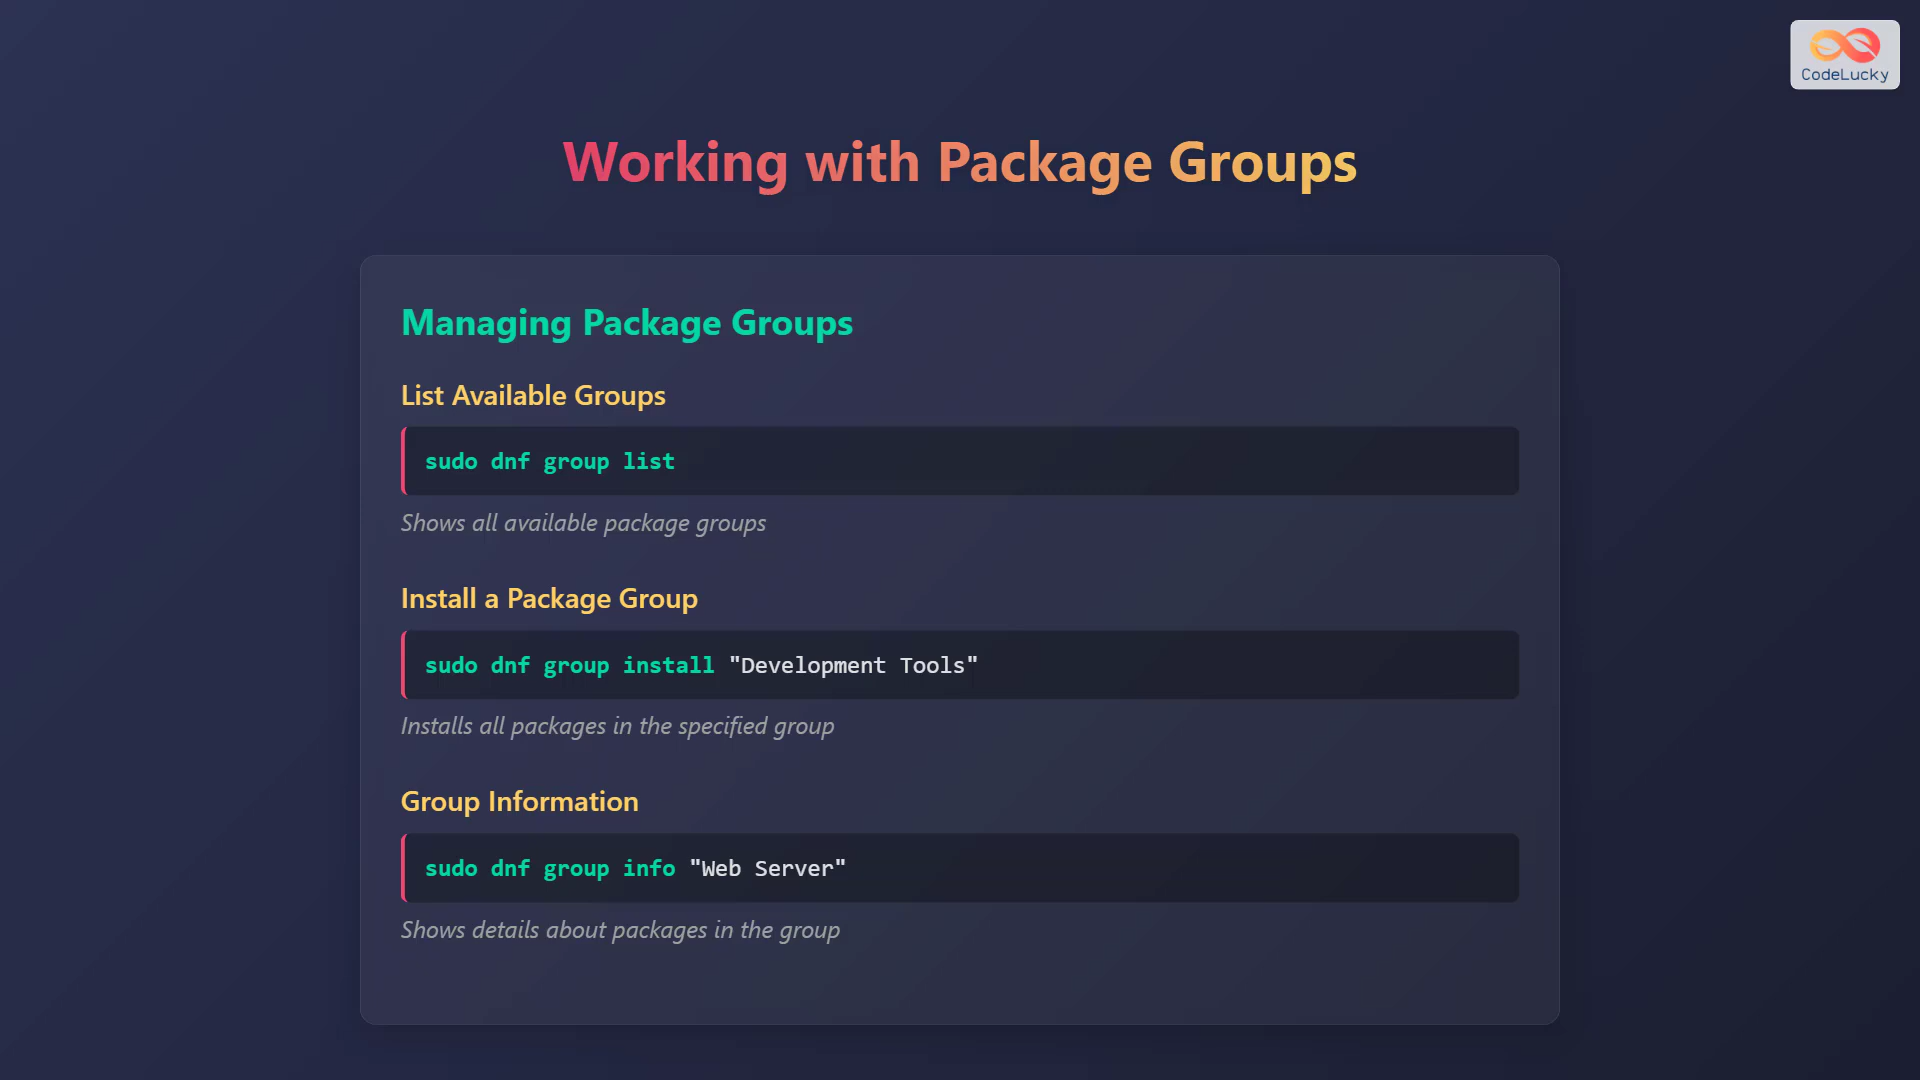 CodeLucky
Working with Package Groups
Managing Package Groups
List Available Groups
sudo dnf group list
Shows all available package groups
Install a Package Group
sudo dnf group install "Development Tools"
Installs all packages in the specified group
Group Information
sudo dnf group info "Web Server"
Shows details about packages in the group